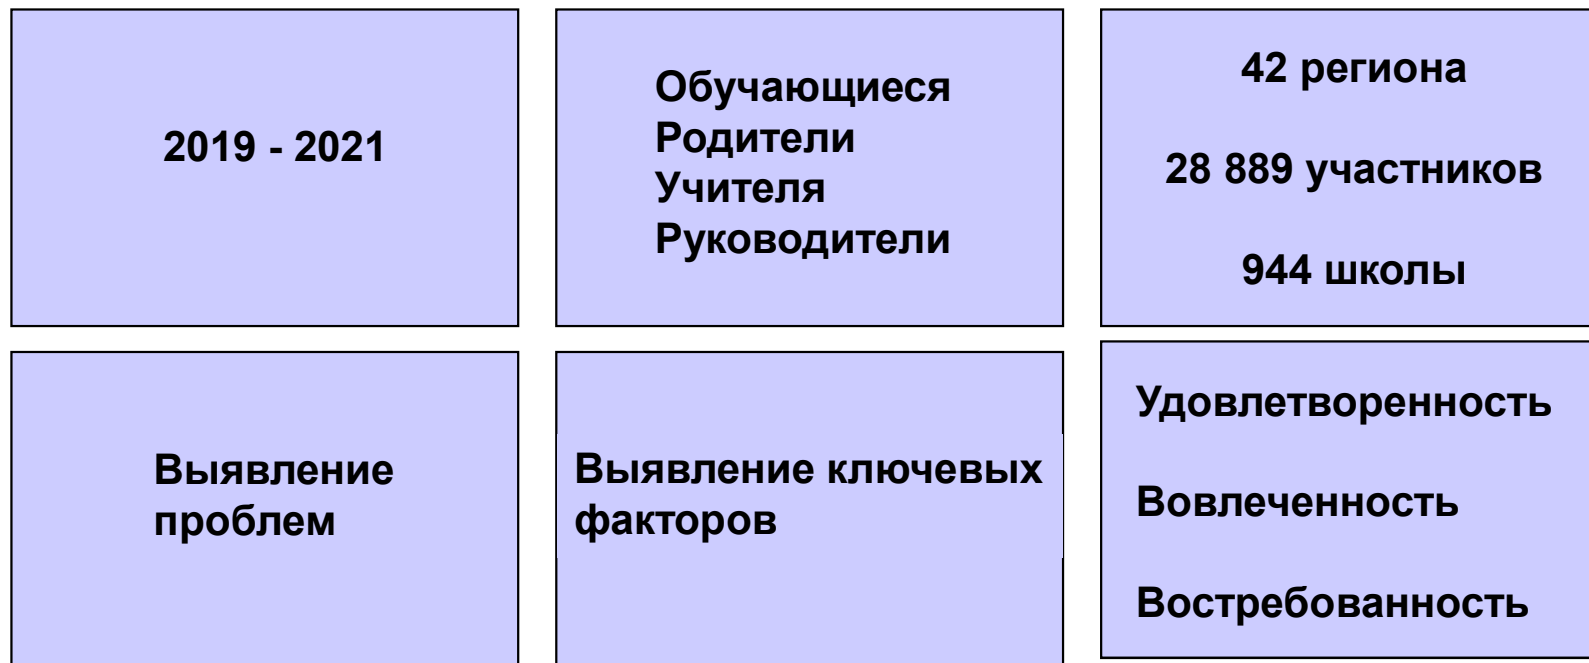 2019 - 2021
Обучающиеся
Родители
Учителя
Руководители
42 региона
28 889 участников
944 школы
Выявление
проблем
Выявление ключевых
факторов
Удовлетворенность
Вовлеченность
Востребованность